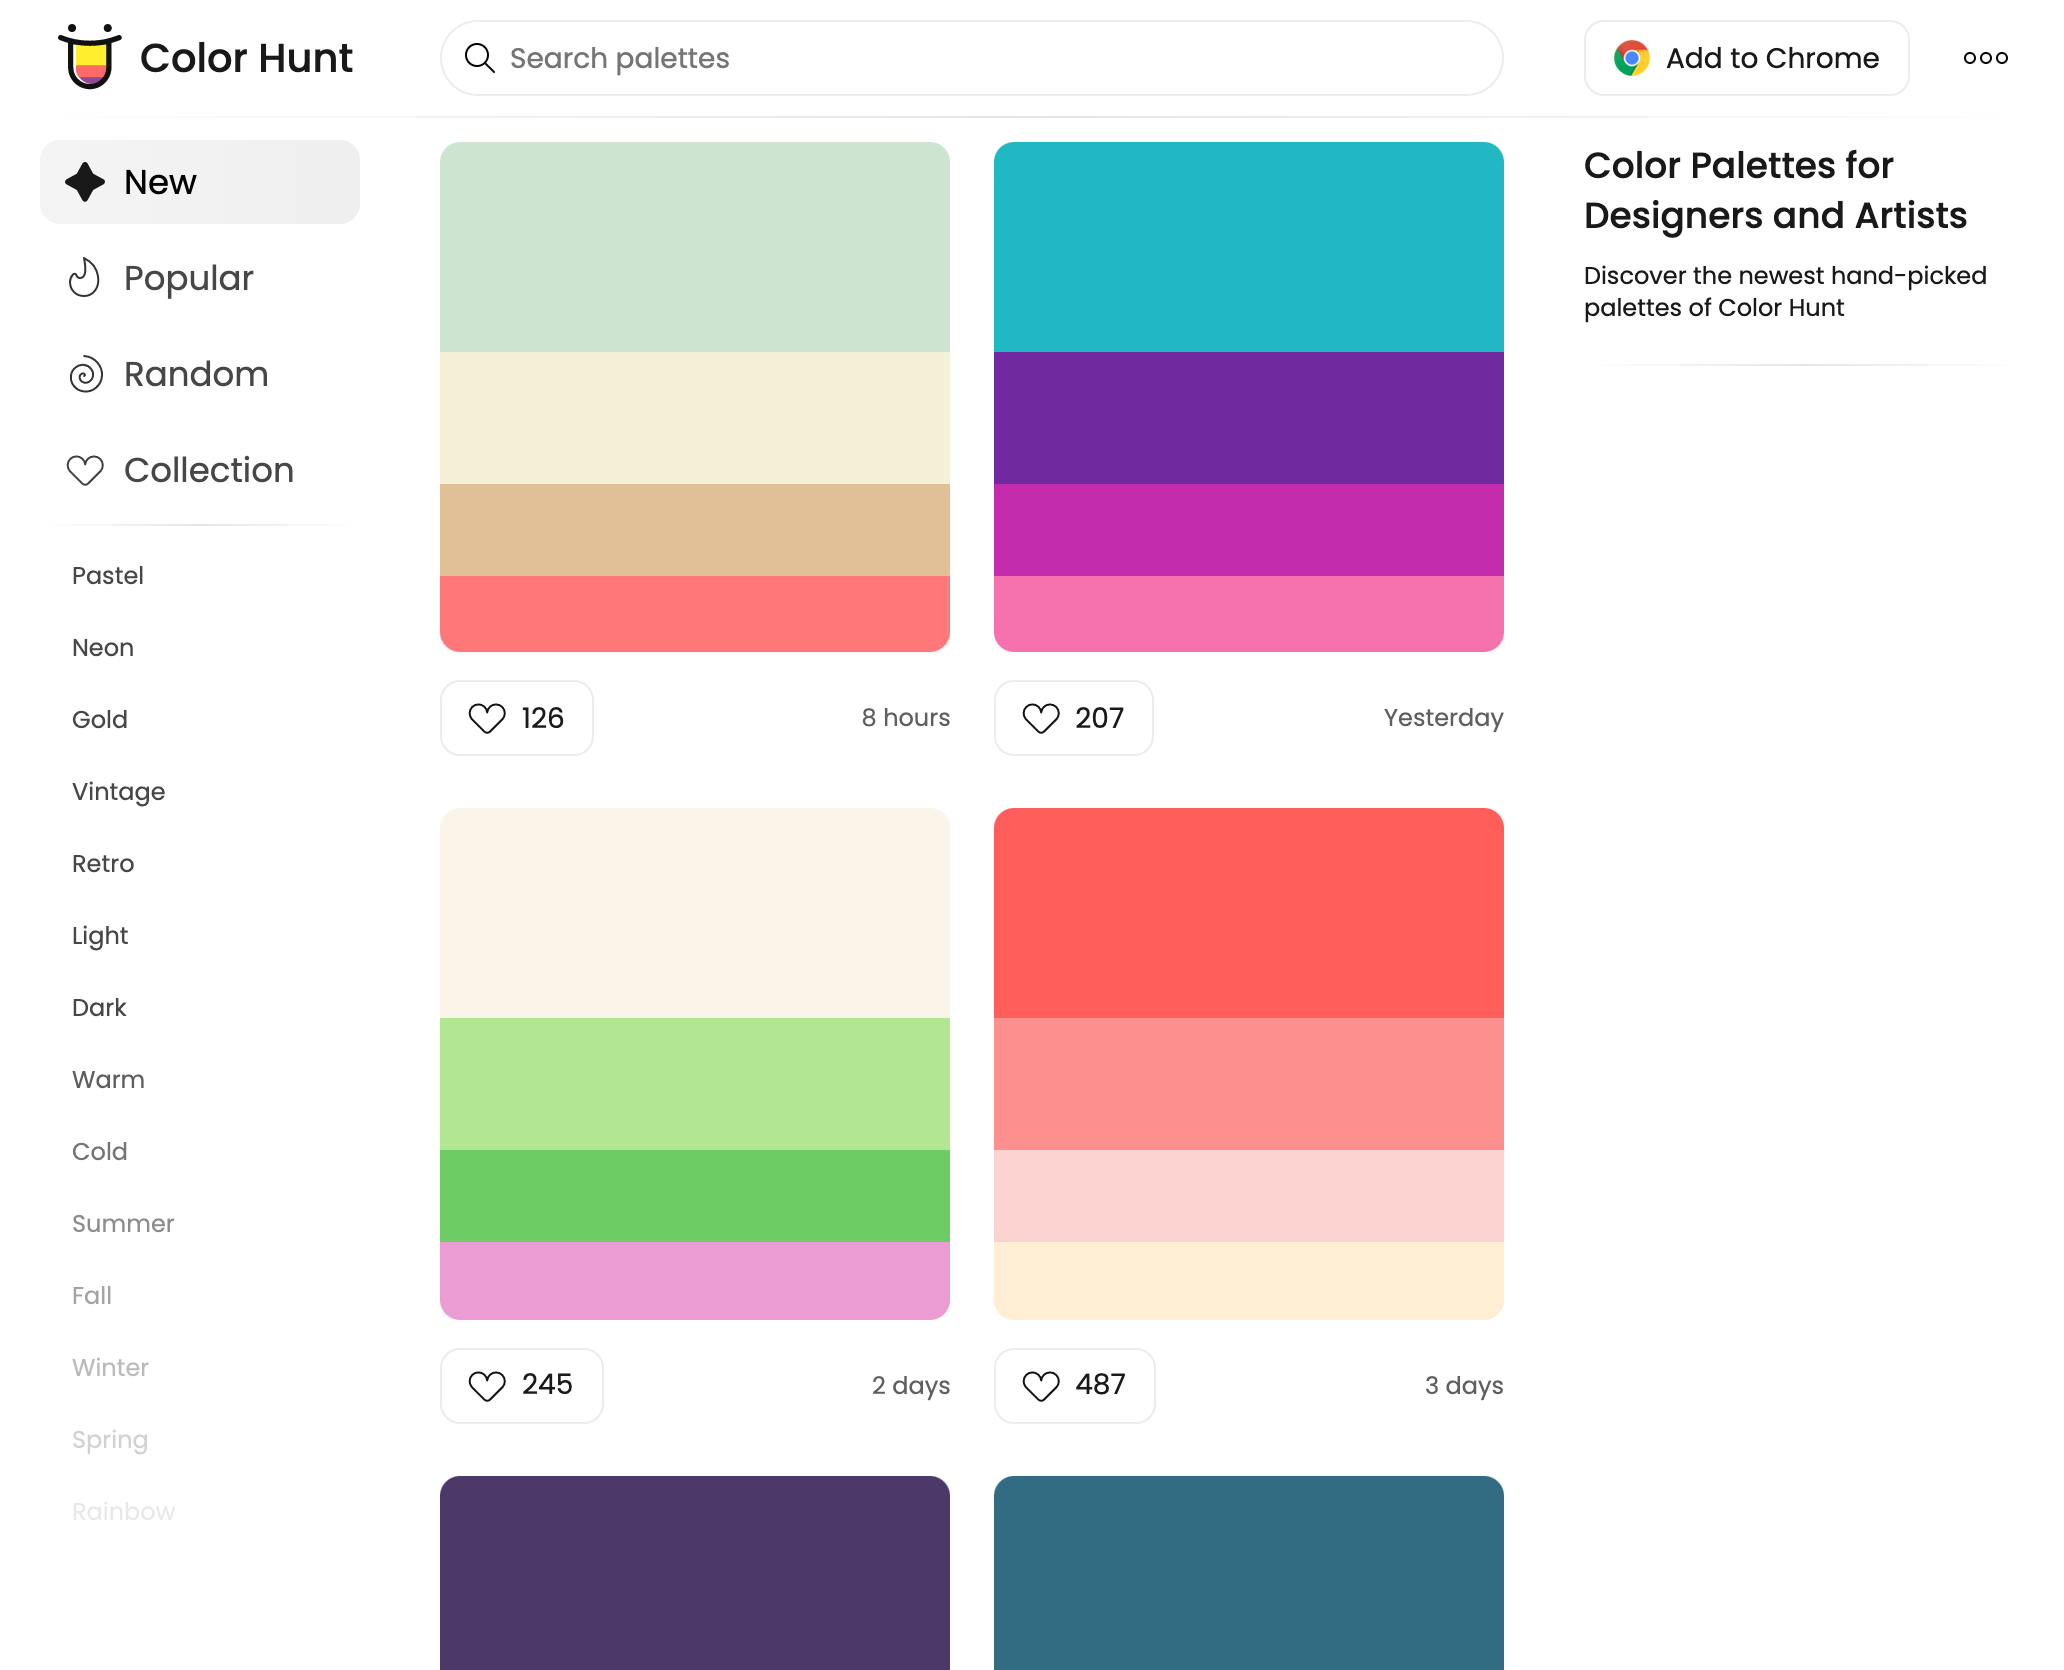 Color Hunt
Search palettes
Add to Chrome
New
Popular
Random
Collection
Pastel
Neon
Gold
Vintage
Retro
Light
Dark
Warm
Cold
Summer
Fall
Winter
Spring
Rainbow
126
8 hours
207
Yesterday
245
2 days
487
3 days
Color Palettes for
Designers and Artists
Discover the newest hand-picked
palettes of Color Hunt